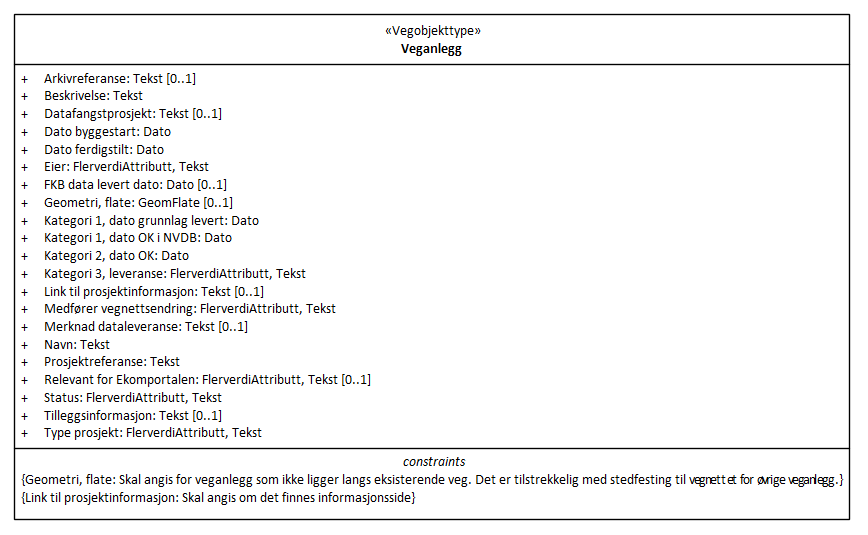 «Vegobjekttype»
Veganlegg
+ Arkivreferanse: Tekst [0..1]
+ Beskrivelse: Tekst
+ Datafangstprosjekt: Tekst [0..1]
+ Dato byggestart: Dato
+ Dato ferdigstilt: Dato
+ Eier: FlerverdiAttributt, Tekst
+ FKB data levert dato: Dato [0..1]
+ Geometri, flate: GeomFlate [0..1]
+ Kategori 1, dato grunnlag levert: Dato
+ Kategori 1, dato OK i NVDB: Dato
+ Kategori 2, dato OK: Dato
+ Kategori 3, leveranse: FlerverdiAttributt, Tekst
+ Link til prosjektinformasjon: Tekst [0..1]
+ Medfører vegnettsendring: FlerverdiAttributt, Tekst
+ Merknad dataleveranse: Tekst [0..1]
+ Navn: Tekst
+ Prosjektreferanse: Tekst
+ Relevant for Ekomportalen: FlerverdiAttributt, Tekst [0..1]
+ Status: FlerverdiAttributt, Tekst
+ Tilleggsinformasjon: Tekst [0..1]
+ Type prosjekt: FlerverdiAttributt, Tekst
constraints
{Geometri, flate: Skal angis for veganlegg som ikke ligger langs eksisterende veg. Det er tilstrekkelig med stedfesting til vegnettet for øvrige veganlegg.}
{Link til prosjektinformasjon: Skal angis om det finnes informasjonsside}